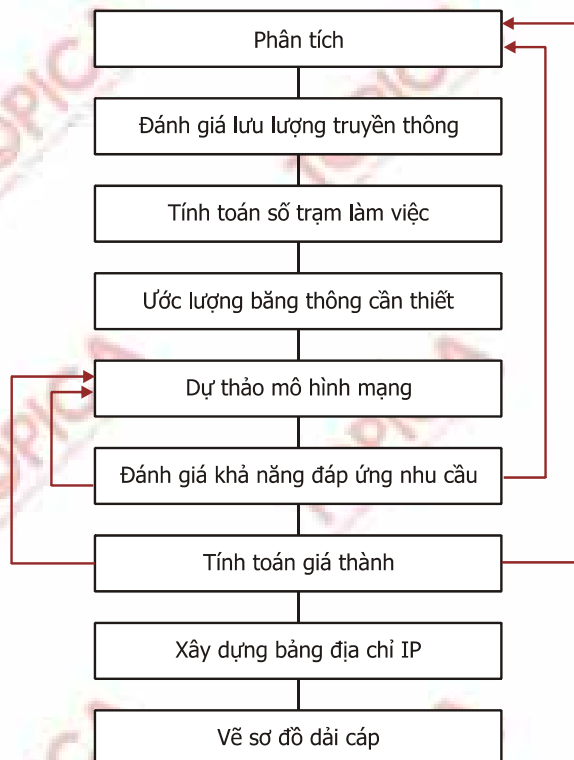 Phân tích
Đánh giá lưu lượng truyền thông
Tính toán số trạm làm việc
Ước lượng băng thông cần thiết
Dự thảo mô hình mạng
Đánh giá khả năng đáp ứng nhu cầu
Tính toán giá thành
Xây dựng bảng địa chỉ IP
Vẽ sơ đồ dải cáp